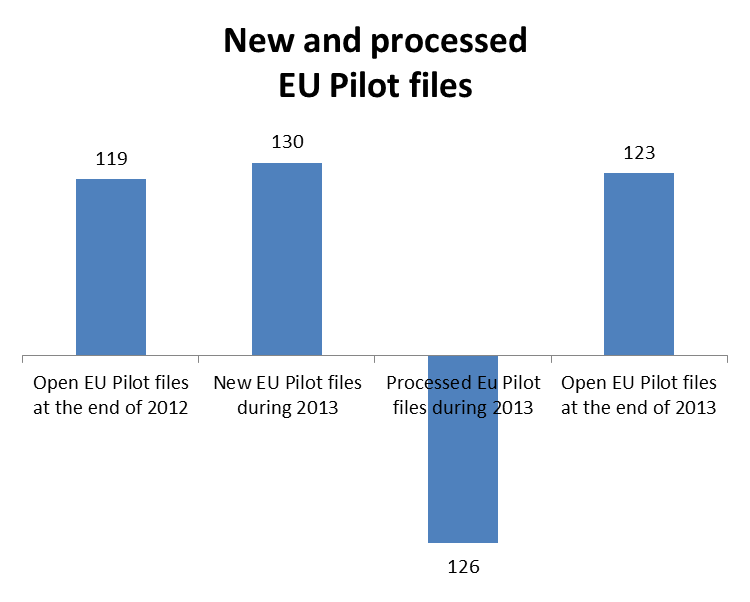 New and processed
EU Pilot files
119
130
123
Open EU Pilot files
at the end of 2012
New EU Pilot files
during 2013
Processed Eu Pilot
files during 2013
Open EU Pilot files
at the end of 2013
126